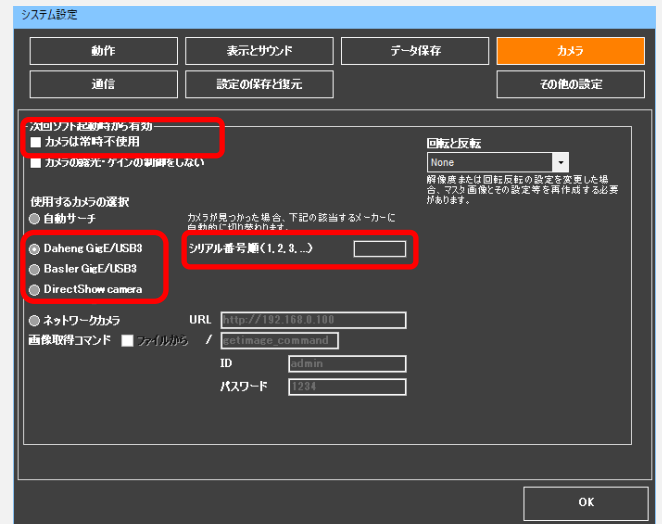 システム設定
動作
表示とサウンド
データ保存
カメラ
通信
設定の保存と復元
その他の設定
次回ソフト起動時から有効
カメラは常時不使用
カメラの露光・ゲインの制御をしない
回転と反転
None
解像度または回転反転の設定を変更した場
合、マスク画像とその設定等を再作成する必要
があります。
使用するカメラの選択
自動サーチ
カメラが見つかった場合、下記の該当するメーカーに
自動的に切り替わります。
Daheng GigE/USB3
シリアル番号順(1,2,3,...)
Basler GigE/USB3
DirectShow camera
ネットワークカメラ
URL http://192.168.0.100
画像取得コマンド ファイルから / getimage_command
ID admin
パスワード 1234
OK